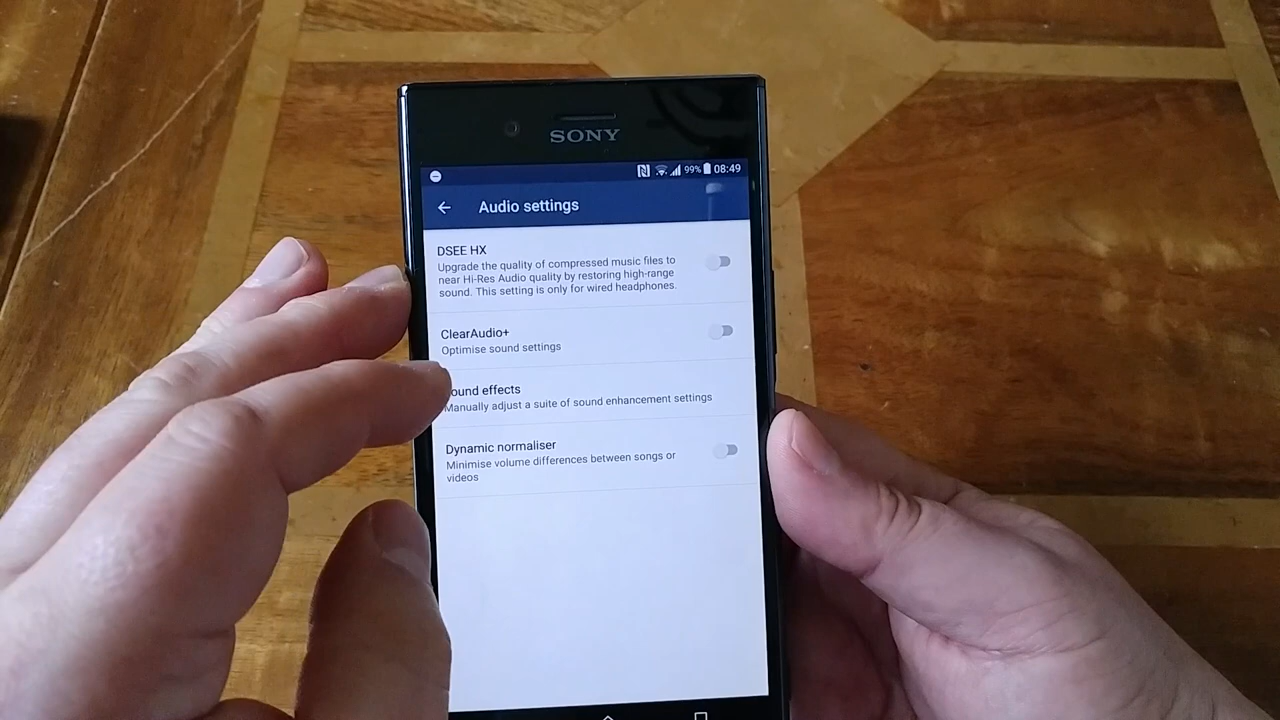 SONY
99% 08:49
Audio settings
DSEE HX
Upgrade the quality of compressed music files to
near Hi-Res Audio quality by restoring high-range
sound. This setting is only for wired headphones.
ClearAudio+
Optimise sound settings
ound effects
Manually adjust a suite of sound enhancement settings
Dynamic normaliser
Minimise volume differences between songs or
videos